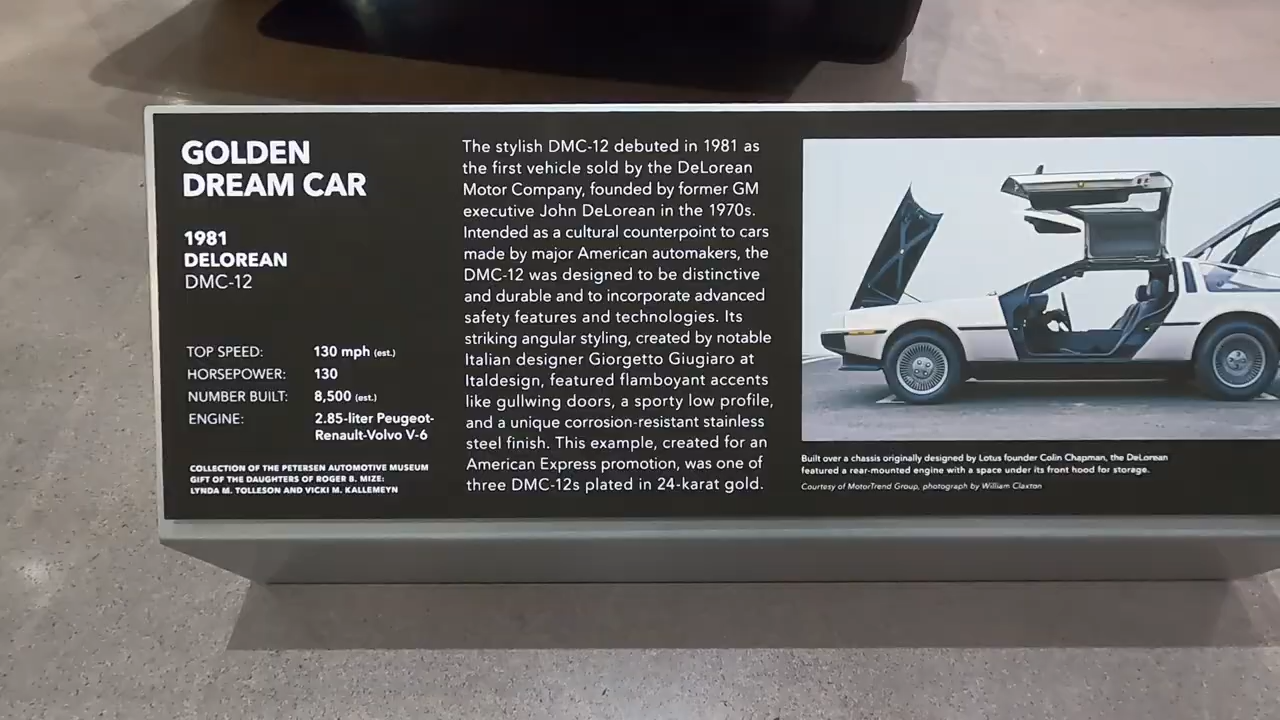 GOLDEN
DREAM CAR
1981
DELOREAN
DMC-12
TOP SPEED: 130 mph (est.)
HORSEPOWER: 130
NUMBER BUILT: 8,500 (est.)
ENGINE: 2.85-liter Peugeot-
Renault-Volvo V-6
COLLECTION OF THE PETERSEN AUTOMOTIVE MUSEUM
GIFT OF THE DAUGHTERS OF ROGER B. MIZE:
LYNDA M. TOLLESON AND VICKI M. KALLEMEYN
The stylish DMC-12 debuted in 1981 as
the first vehicle sold by the DeLorean
Motor Company, founded by former GM
executive John DeLorean in the 1970s.
Intended as a cultural counterpoint to cars
made by major American automakers, the
DMC-12 was designed to be distinctive
and durable and to incorporate advanced
safety features and technologies. Its
striking angular styling, created by notable
Italian designer Giorgetto Giugiaro at
Italdesign, featured flamboyant accents
like gullwing doors, a sporty low profile,
and a unique corrosion-resistant stainless
steel finish. This example, created for an
American Express promotion, was one of
three DMC-12s plated in 24-karat gold.
Built over a chassis originally designed by Lotus founder Colin Chapman, the DeLorean
featured a rear-mounted engine with a space under its front hood for storage.
Courtesy of MotorTrend Group, photograph by William Claxton